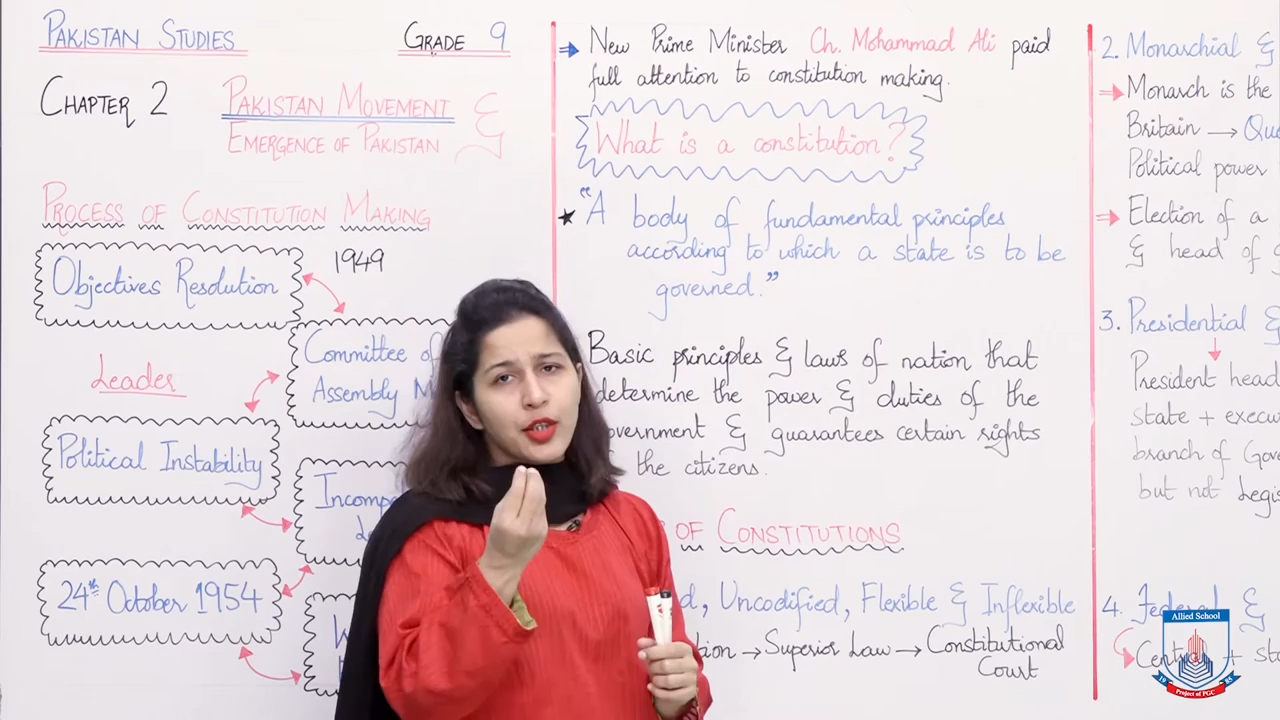 PAKISTAN STUDIES
GRADE 9
CHAPTER 2
PAKISTAN MOVEMENT &
EMERGENCE OF PAKISTAN
PROCESS OF CONSTITUTION MAKING
Objectives Resolution
1949
Committee of
Assembly
Leader
Political Instability
24th October 1954
New Prime Minister Ch. Mohammad Ali paid
full attention to constitution making.
What is a constitution?
"A body of fundamental principles
according to which a state is to be
governed."
Basic principles & laws of nation that
determine the power & duties of the
government & guarantees certain rights
the citizens.
OF CONSTITUTIONS
Uncodified, Flexible & Inflexible
→ Superior Law → Constitutional
Court
2. Monarchial &
Monarch is the
Britain →
Political power
Election of a
& head of
3. Presidential &
President head
state +
branch of
but not
4. Federal &
+
Allied School
1985
Project of PGC